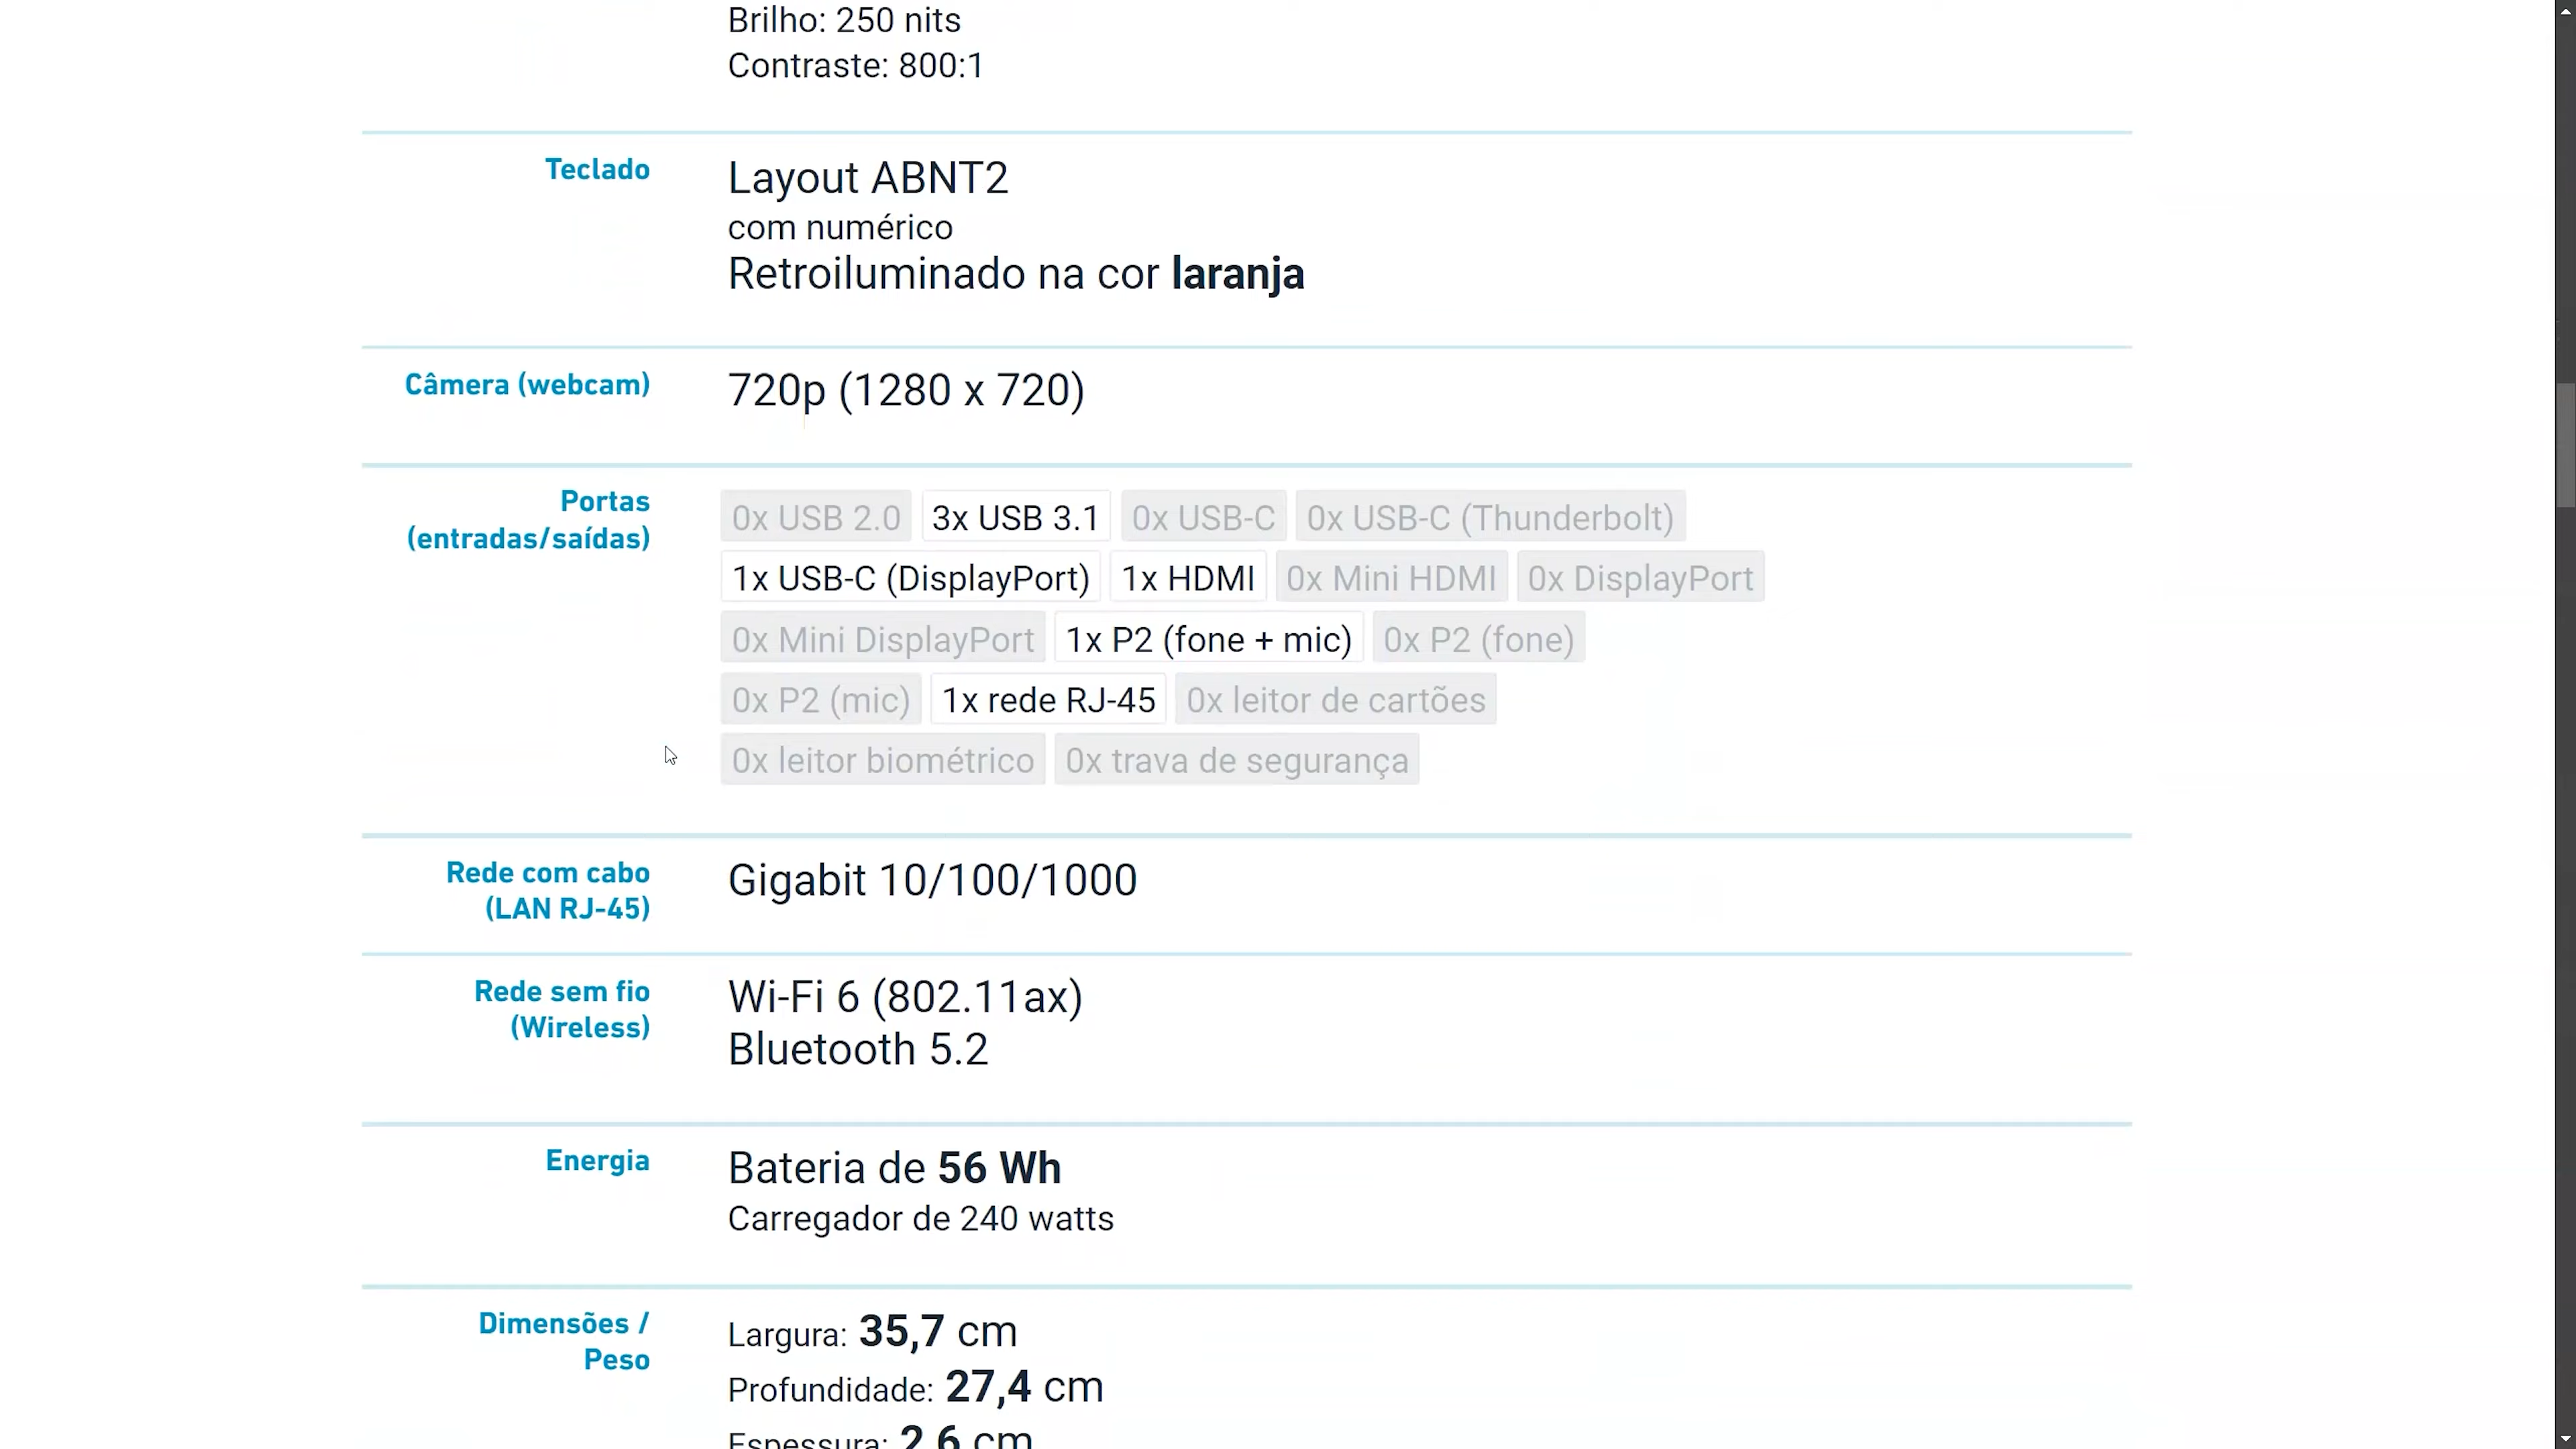 Brilho: 250 nits
Contraste: 800:1
Teclado
Layout ABNT2
com numérico
Retroiluminado na cor laranja
Câmera (webcam)
720p (1280 x 720)
Portas
(entradas/saídas)
0x USB 2.0 3x USB 3.1 0x USB-C 0x USB-C (Thunderbolt)
1x USB-C (DisplayPort) 1x HDMI 0x Mini HDMI 0x DisplayPort
0x Mini DisplayPort 1x P2 (fone + mic) 0x P2 (fone)
0x P2 (mic) 1x rede RJ-45 0x leitor de cartões
0x leitor biométrico 0x trava de segurança
Rede com cabo
(LAN RJ-45)
Gigabit 10/100/1000
Rede sem fio
(Wireless)
Wi-Fi 6 (802.11ax)
Bluetooth 5.2
Energia
Bateria de 56 Wh
Carregador de 240 watts
Dimensões /
Peso
Largura: 35,7 cm
Profundidade: 27,4 cm
Espessura: 2,6 cm